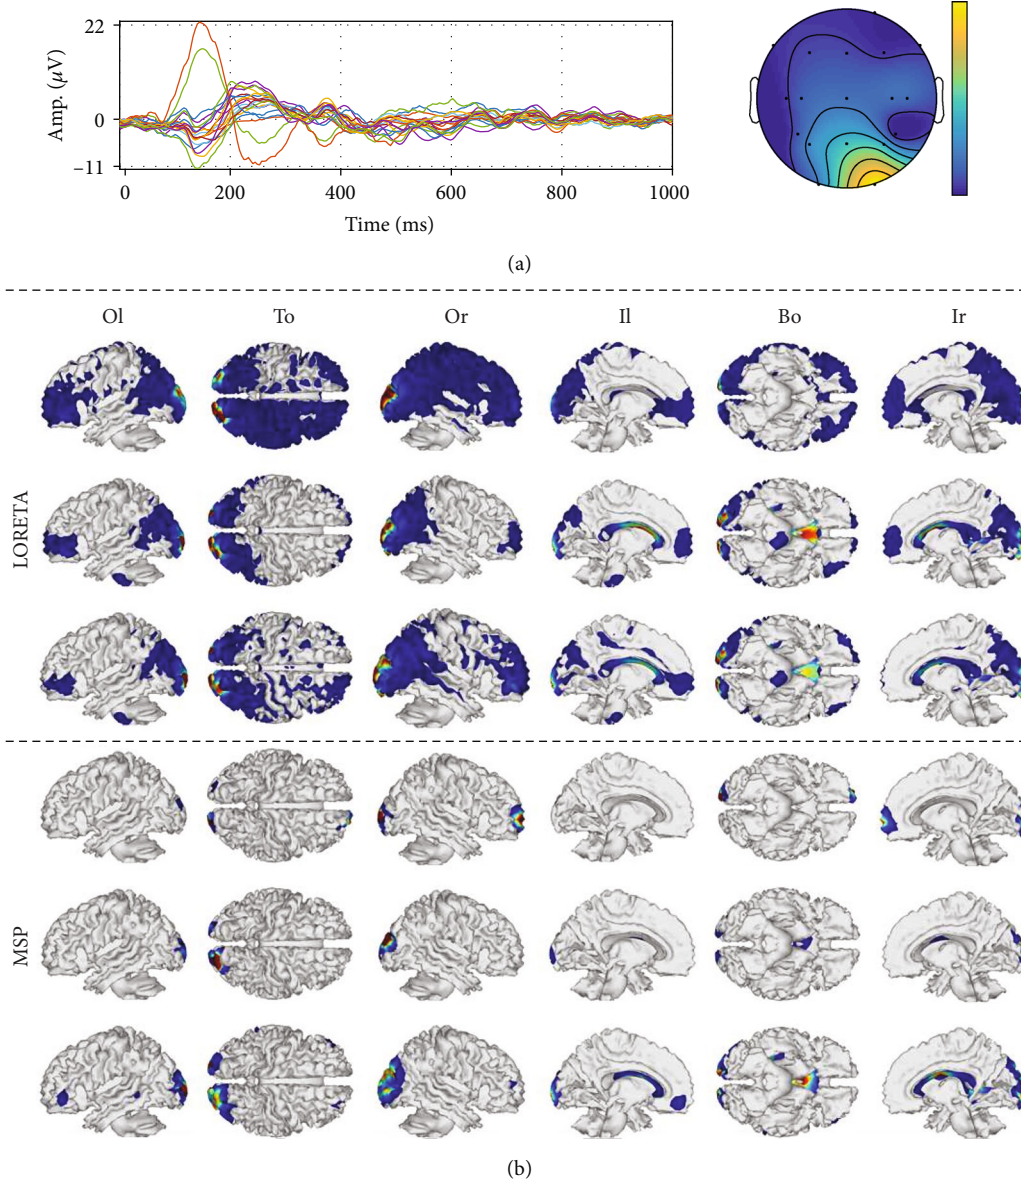 22
0
−11
Amp. (μV)
0
200
400
600
800
1000
Time (ms)
(a)
Ol
To
Or
Il
Bo
Ir
LORETA
MSP
(b)